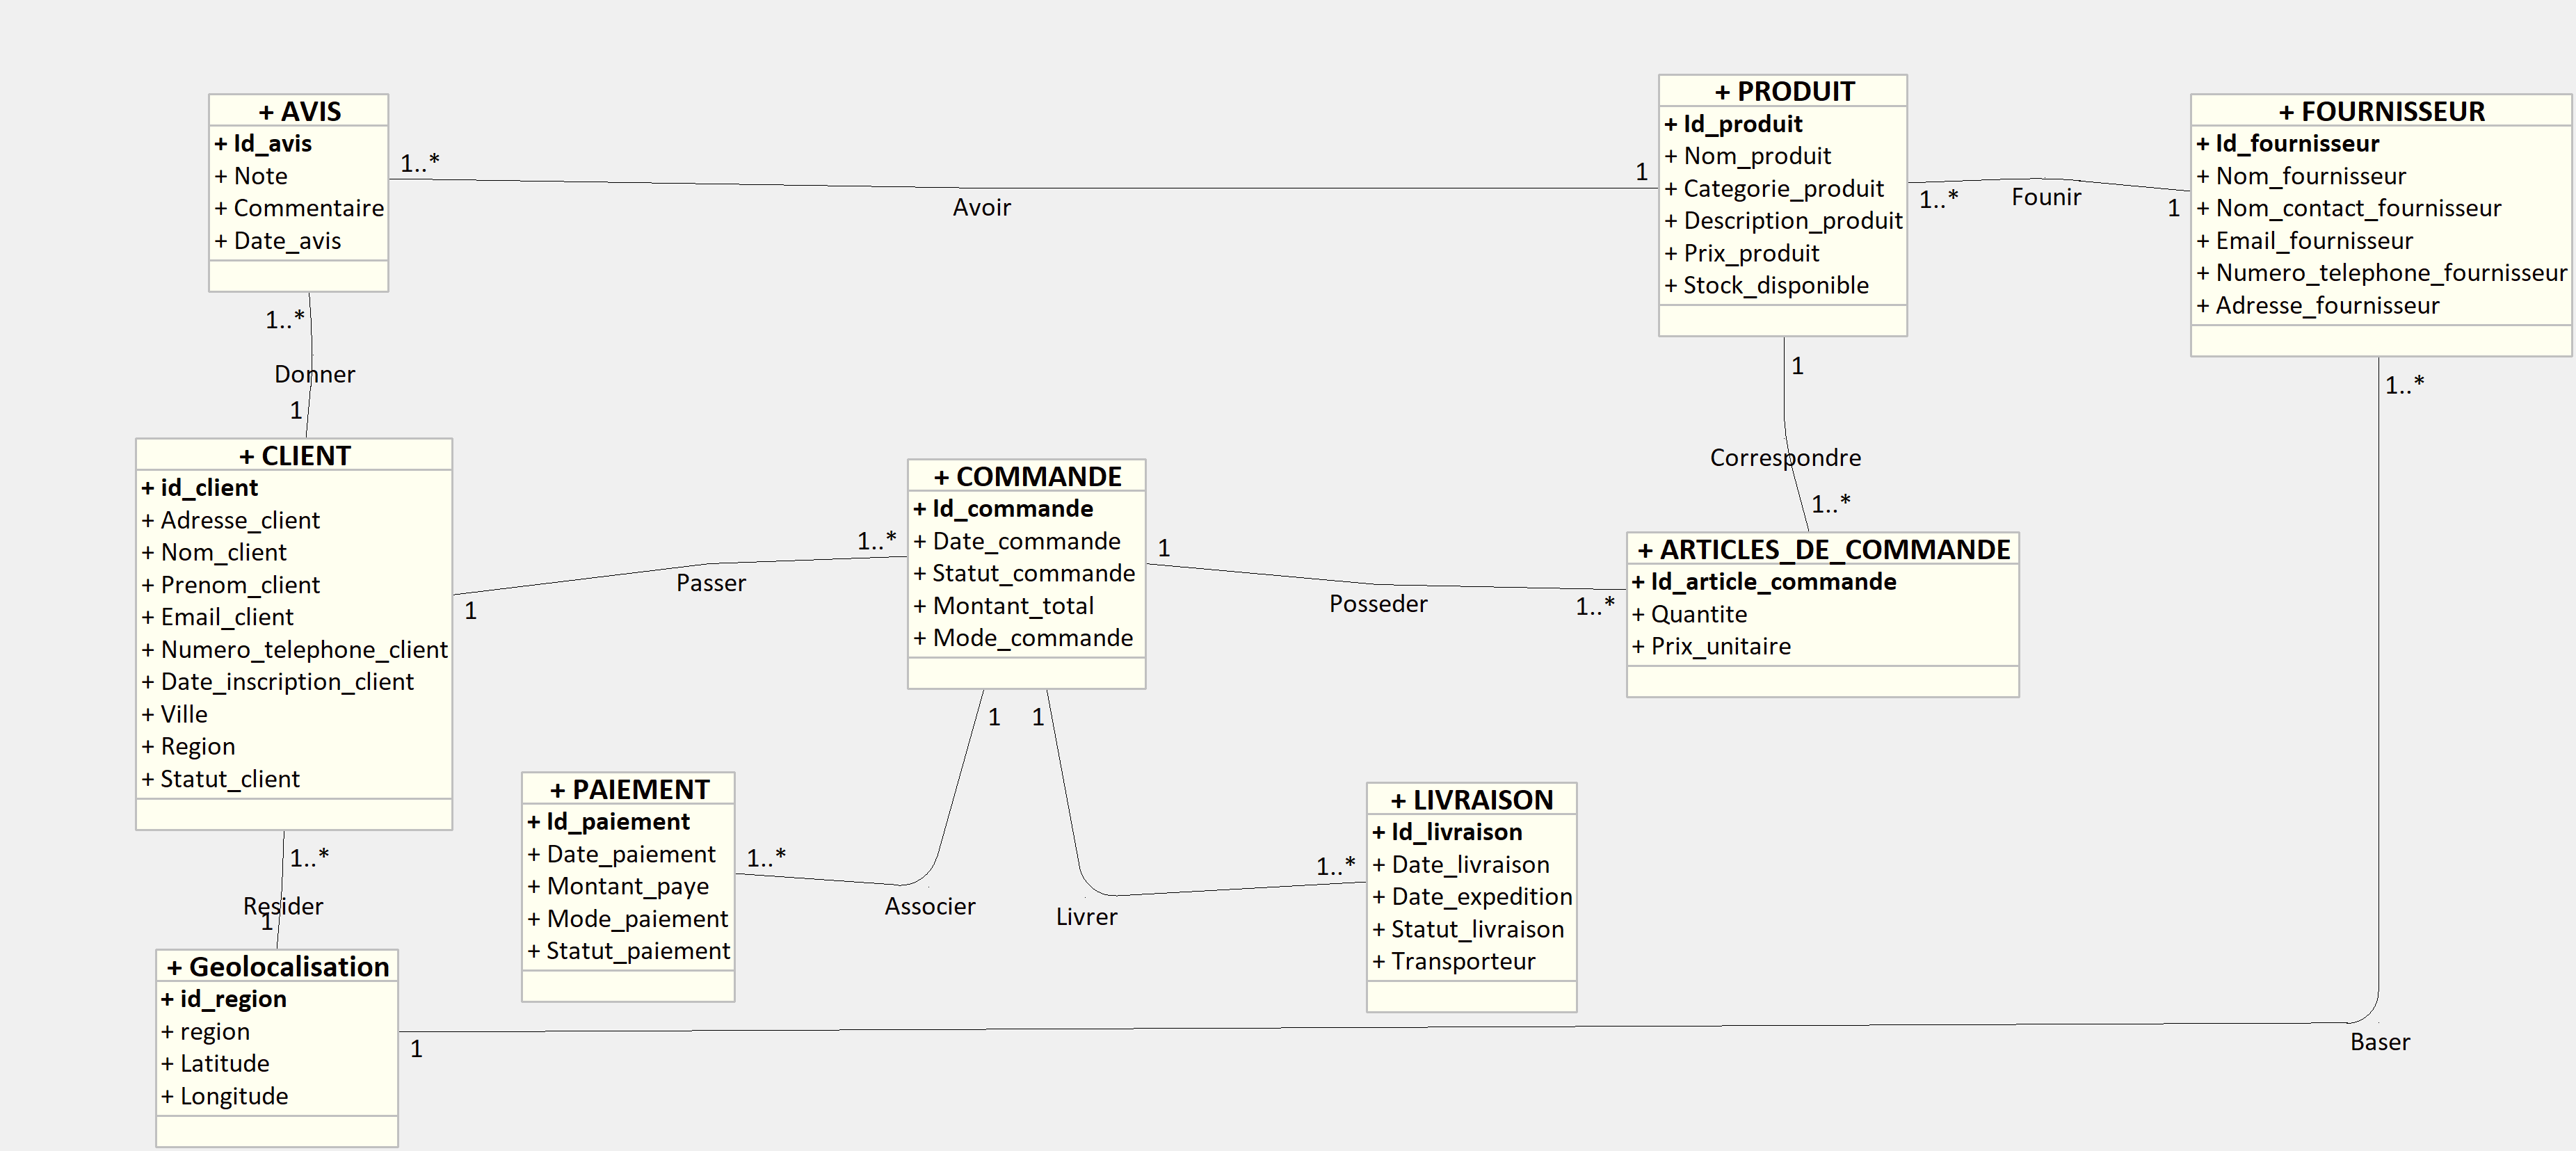 + AVIS
+ Id_avis
+ Note
+ Commentaire
+ Date_avis
1..*
Avoir
1
+ PRODUIT
+ Id_produit
+ Nom_produit
+ Categorie_produit
+ Description_produit
+ Prix_produit
+ Stock_disponible
1..*
Founir
1
+ FOURNISSEUR
+ Id_fournisseur
+ Nom_fournisseur
+ Nom_contact_fournisseur
+ Email_fournisseur
+ Numero_telephone_fournisseur
+ Adresse_fournisseur
1..*
Donner
1
1
Correspondre
1..*
1..*
+ CLIENT
+ id_client
+ Adresse_client
+ Nom_client
+ Prenom_client
+ Email_client
+ Numero_telephone_client
+ Date_inscription_client
+ Ville
+ Region
+ Statut_client
1
Passer
1..*
+ COMMANDE
+ Id_commande
+ Date_commande
+ Statut_commande
+ Montant_total
+ Mode_commande
1
Posseder
1..*
+ ARTICLES_DE_COMMANDE
+ Id_article_commande
+ Quantite
+ Prix_unitaire
1
1
+ PAIEMENT
+ Id_paiement
+ Date_paiement
+ Montant_paye
+ Mode_paiement
+ Statut_paiement
1..*
Associer
Livrer
1..*
+ LIVRAISON
+ Id_livraison
+ Date_livraison
+ Date_expedition
+ Statut_livraison
+ Transporteur
1..*
Resider
1
+ Geolocalisation
+ id_region
+ region
+ Latitude
+ Longitude
1
Baser